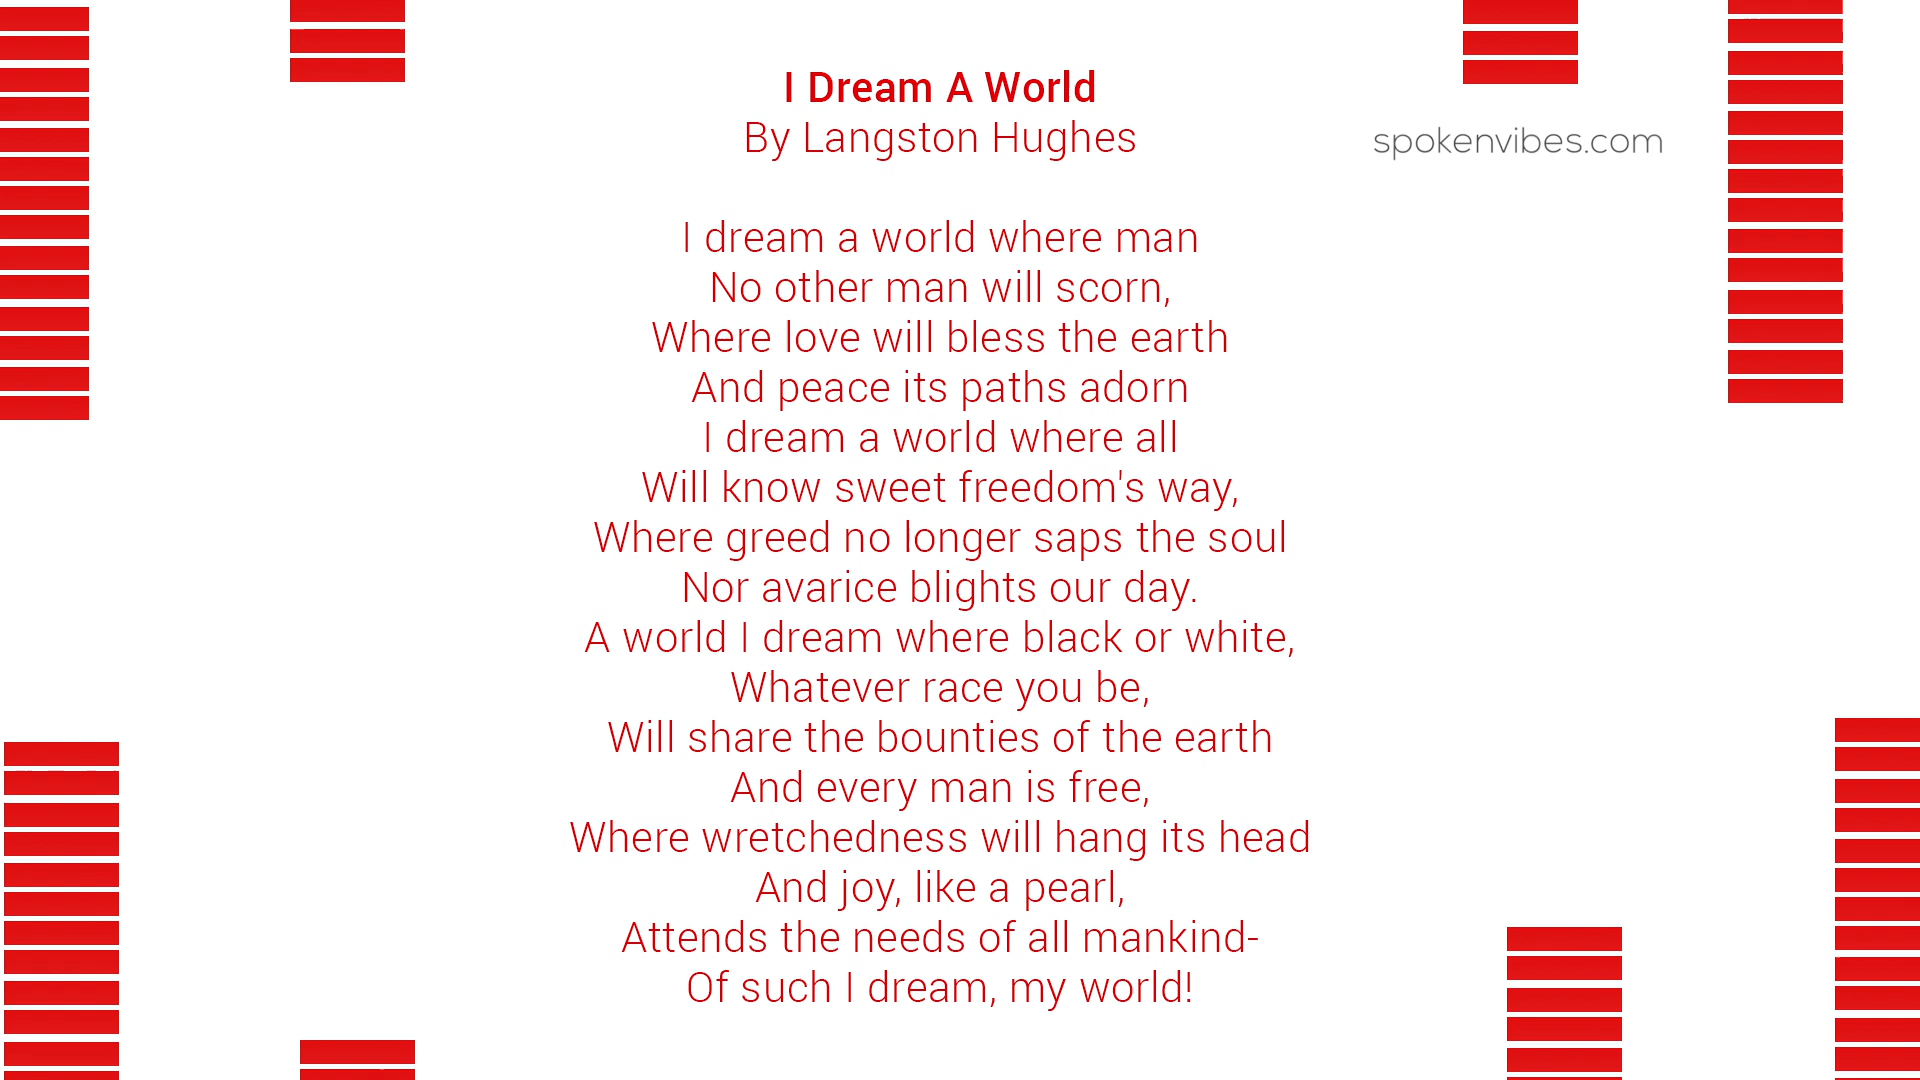 I Dream A World
By Langston Hughes
spokenvibes.com
I dream a world where man
No other man will scorn,
Where love will bless the earth
And peace its paths adorn
I dream a world where all
Will know sweet freedom's way,
Where greed no longer saps the soul
Nor avarice blights our day.
A world I dream where black or white,
Whatever race you be,
Will share the bounties of the earth
And every man is free,
Where wretchedness will hang its head
And joy, like a pearl,
Attends the needs of all mankind-
Of such I dream, my world!